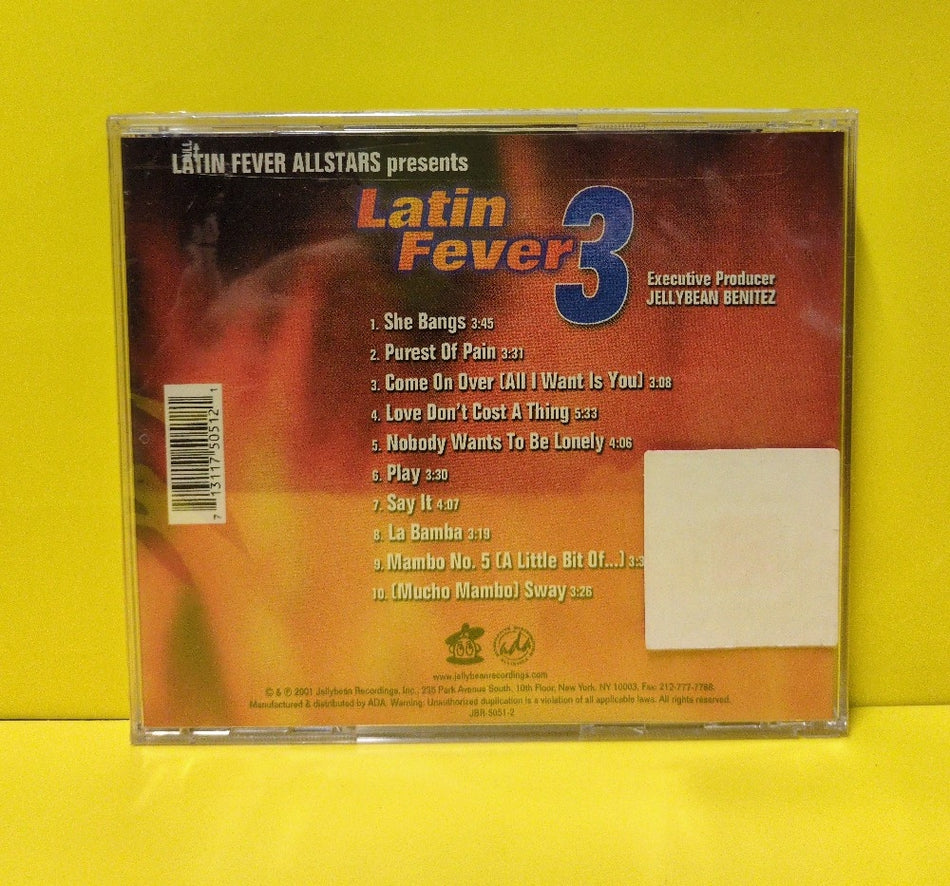 LATIN FEVER ALLSTARS presents
Latin
Fever 3
Executive Producer
JELLYBEAN BENITEZ
1. She Bangs 3:45
2. Purest Of Pain 3:31
3. Come On Over (All I Want Is You) 3:08
4. Love Don't Cost A Thing 5:33
5. Nobody Wants To Be Lonely 4:06
6. Play 3:30
7. Say It 4:07
8. La Bamba 3:19
9. Mambo No. 5 (A Little Bit Of...)
10. (Mucho Mambo) Sway 3:26
7 13117 50512 1
ada
www.jellybeanrecordings.com
© & ℗ 2001 Jellybean Recordings, Inc., 235 Park Avenue South, 10th Floor, New York, NY 10003, Fax: 212-777-7788.
Manufactured & distributed by ADA. Warning: Unauthorized duplication is a violation of all applicable laws. All rights reserved.
JBR-5051-2